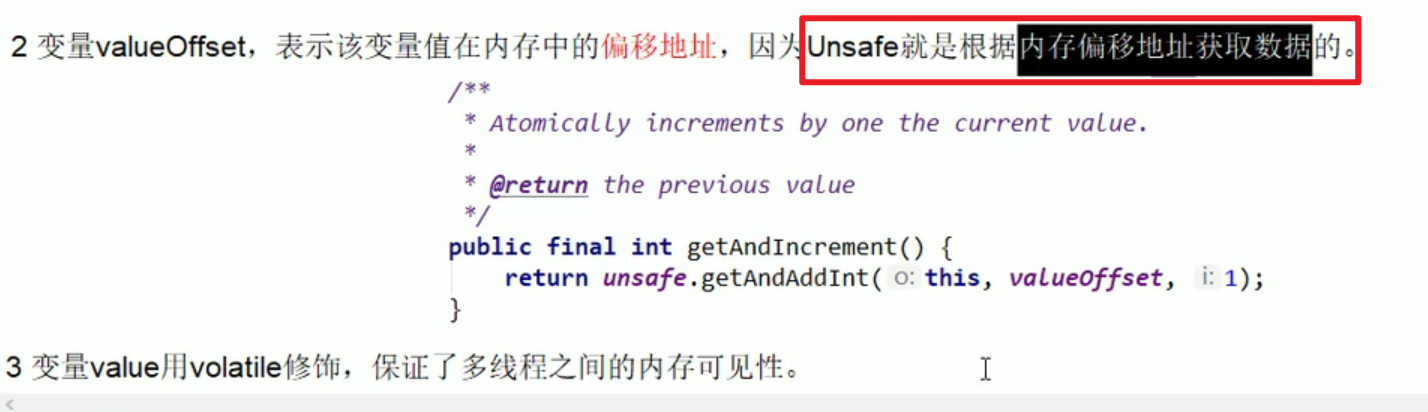 2 变量valueOffset，表示该变量值在内存中的偏移地址，因为Unsafe就是根据内存偏移地址获取数据的。
/**
 * Atomically increments by one the current value.
 *
 * @return the previous value
 */
public final int getAndIncrement() {
    return unsafe.getAndAddInt( o: this, valueOffset, i: 1);
}
3 变量value用volatile修饰，保证了多线程之间的内存可见性。